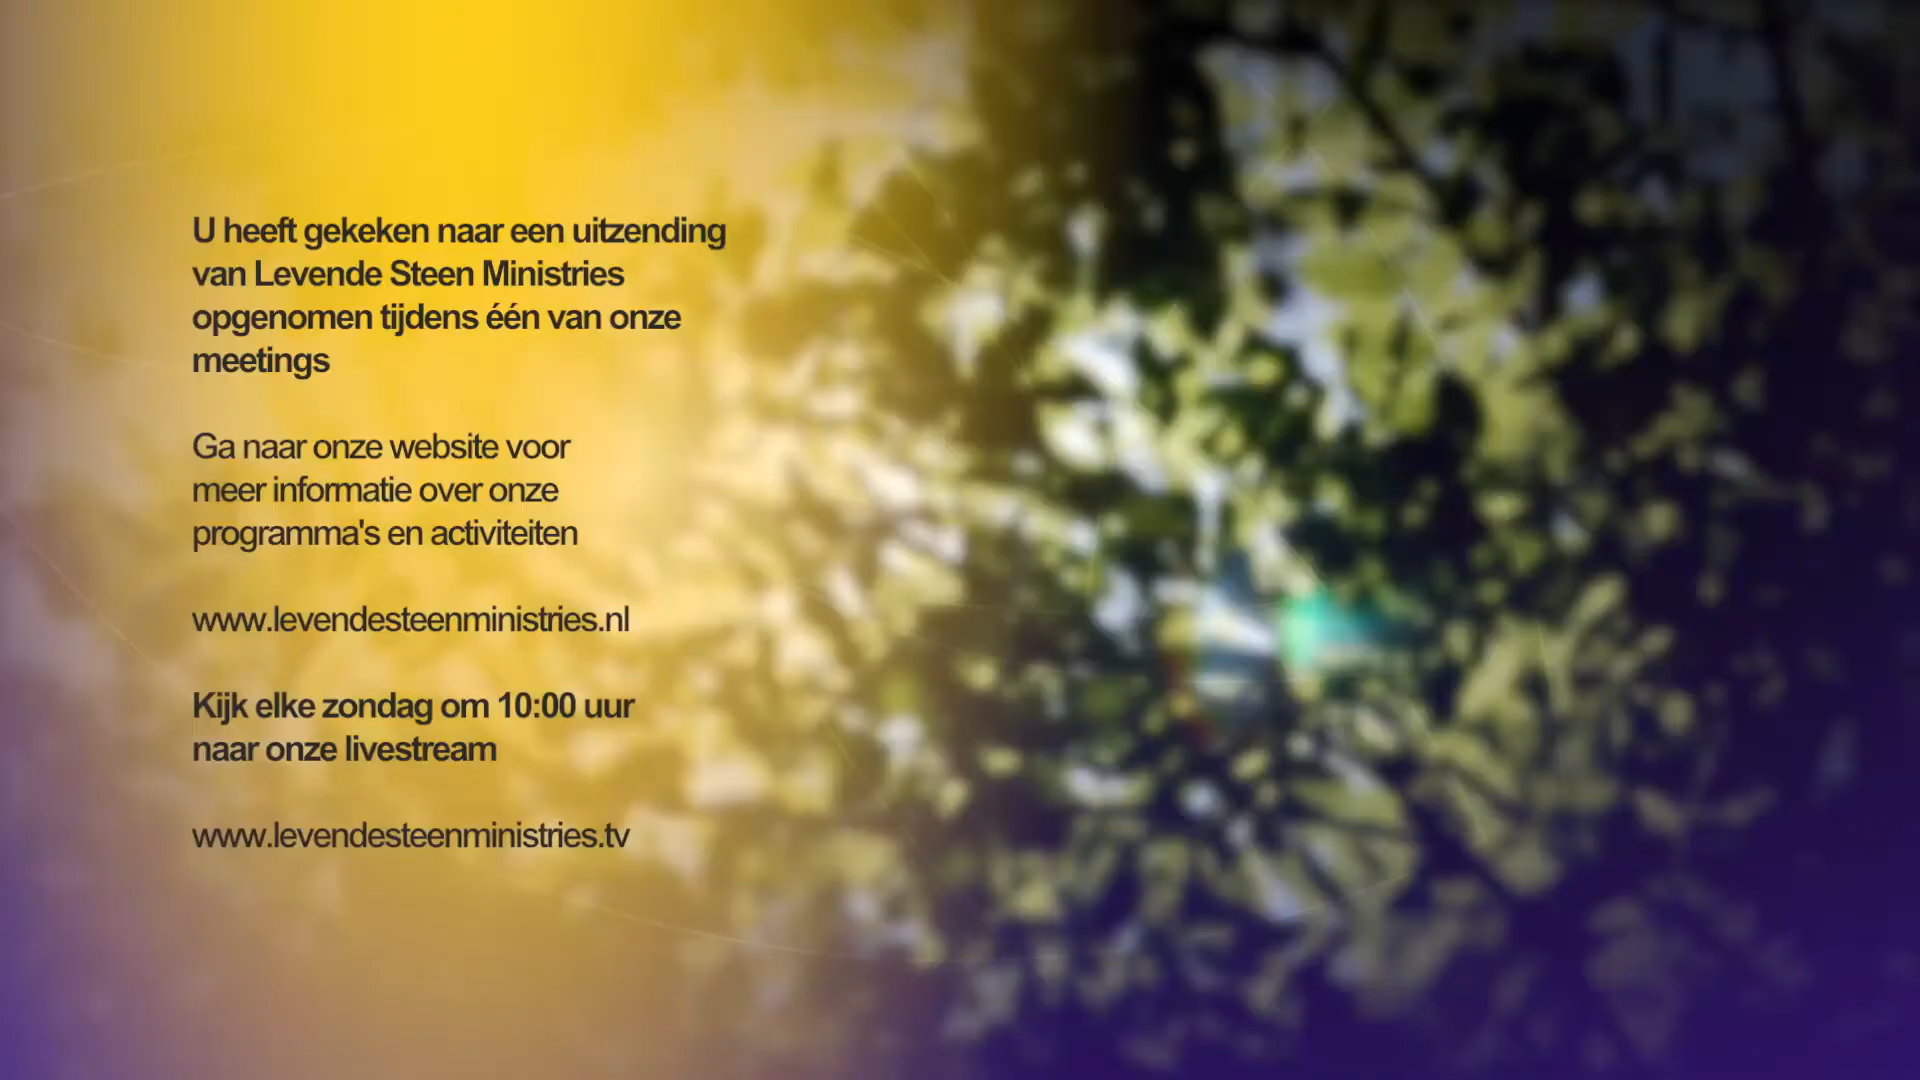 U heeft gekeken naar een uitzending
van Levende Steen Ministries
opgenomen tijdens één van onze
meetings
Ga naar onze website voor
meer informatie over onze
programma's en activiteiten
www.levendesteenministries.nl
Kijk elke zondag om 10:00 uur
naar onze livestream
www.levendesteenministries.tv